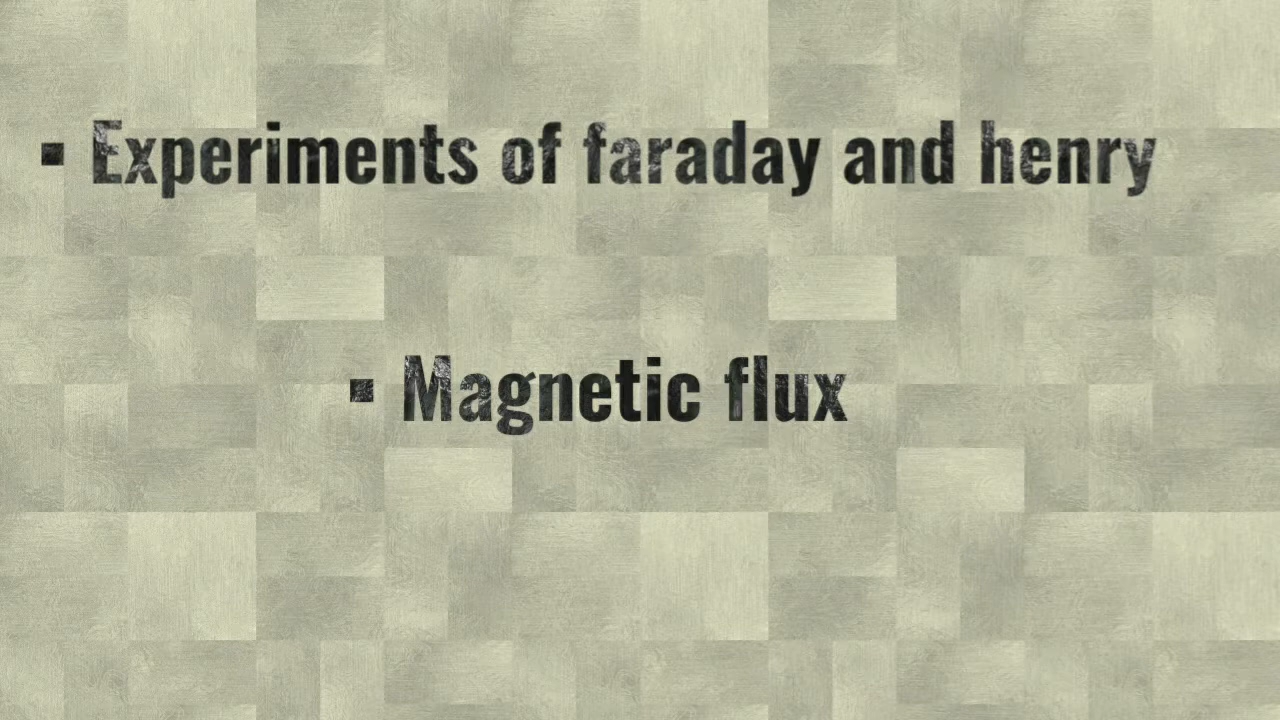 ▪ Experiments of faraday and henry
▪ Magnetic flux